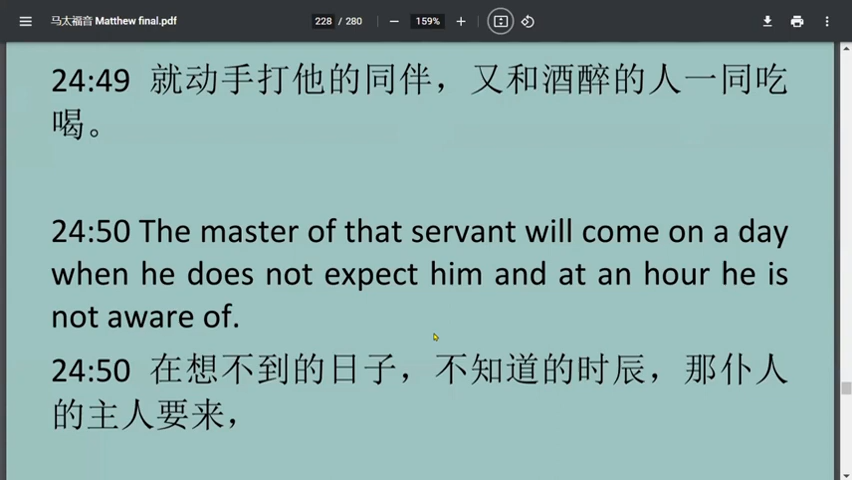 马太福音 Matthew final.pdf
228 / 280
159%
24:49 就动手打他的同伴，又和酒醉的人一同吃
喝。
24:50 The master of that servant will come on a day
when he does not expect him and at an hour he is
not aware of.
24:50 在想不到的日子，不知道的时辰，那仆人
的主人要来，